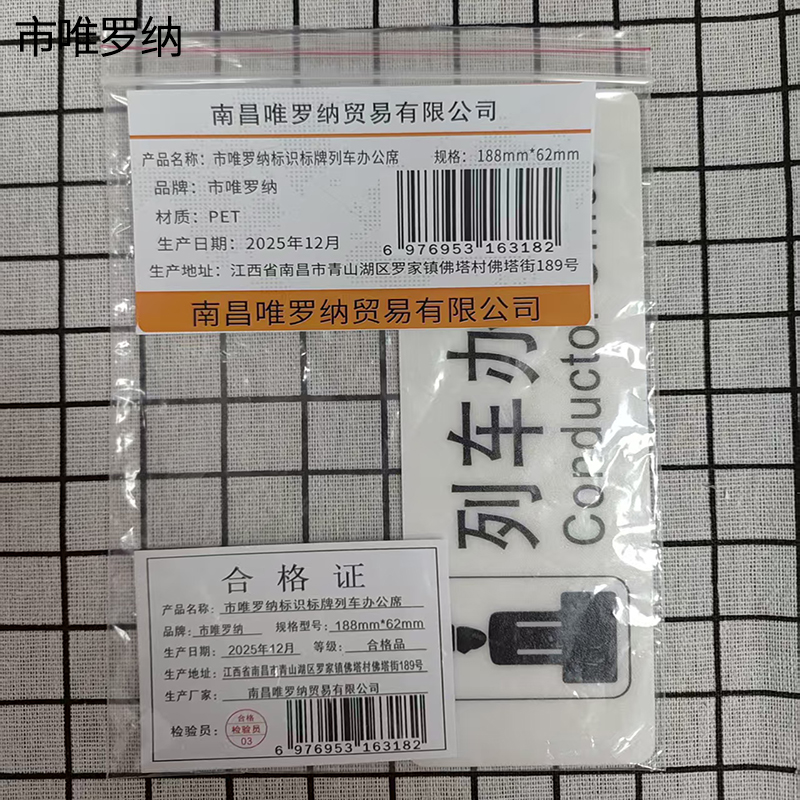 市唯罗纳
南昌唯罗纳贸易有限公司
产品名称：市唯罗纳标识标牌列车办公席 规格：188mm*62mm
品牌：市唯罗纳
材质：PET
生产日期：2025年12月
6 976953 163182
生产地址：江西省南昌市青山湖区罗家镇佛塔村佛塔街189号
南昌唯罗纳贸易有限公司
列车办
Conductor
合格证
产品名称：市唯罗纳标识标牌列车办公席
品牌：市唯罗纳 规格型号：188mm*62mm
生产日期：2025年12月 等级：合格品
生产地址：江西省南昌市青山湖区罗家镇佛塔村佛塔街189号
生产厂家：南昌唯罗纳贸易有限公司
检验员：
合格
检验员
03
6 976953 163182